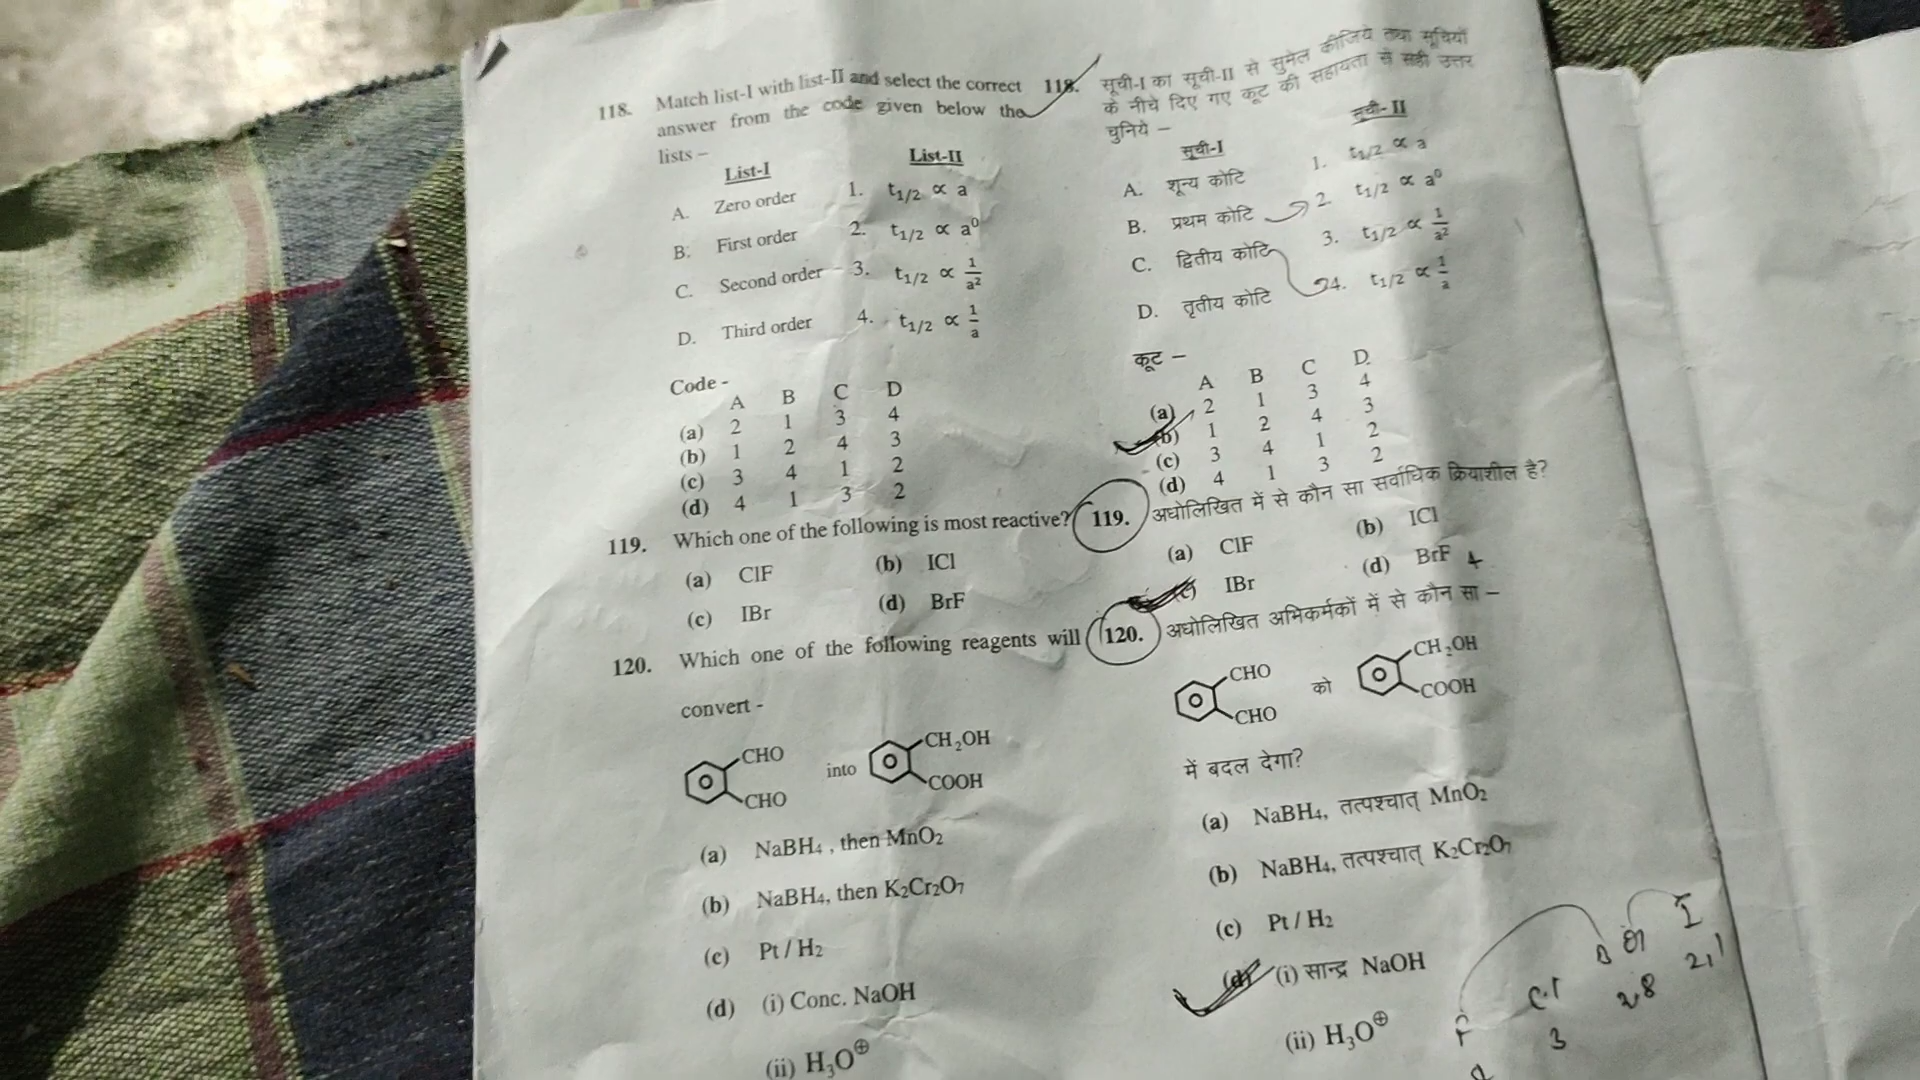 118. Match list-I with list-II and select the correct
answer from the code given below the
lists –
List-I List-II
A. Zero order 1. t1/2 ∝ a
B. First order 2. t1/2 ∝ a⁰
C. Second order 3. t1/2 ∝ 1/a²
D. Third order 4. t1/2 ∝ 1/a
Code -
A B C D
(a) 2 1 3 4
(b) 1 2 4 3
(c) 3 4 1 2
(d) 4 1 3 2
119. Which one of the following is most reactive?
(a) ClF (b) ICl
(c) IBr (d) BrF
120. Which one of the following reagents will
convert -
CHO
CHO
into
CH₂OH
COOH
(a) NaBH₄ , then MnO₂
(b) NaBH₄, then K₂Cr₂O₇
(c) Pt / H₂
(d) (i) Conc. NaOH
(ii) H₃O⊕
118. सूची-I का सूची-II से सुमेल कीजिये तथा सूचियों
के नीचे दिए गए कूट की सहायता से सही उत्तर
चुनिये –
सूची-I सूची- II
A. शून्य कोटि 1. t1/2 ∝ a
B. प्रथम कोटि 2. t1/2 ∝ a⁰
C. द्वितीय कोटि 3. t1/2 ∝ 1/a²
D. तृतीय कोटि 4. t1/2 ∝ 1/a
कूट –
A B C D
(a) 2 1 3 4
(b) 1 2 4 3
(c) 3 4 1 2
(d) 4 1 3 2
119. अधोलिखित में से कौन सा सर्वाधिक क्रियाशील है?
(a) ClF (b) ICl
(c) IBr (d) BrF 4
120. अधोलिखित अभिकर्मकों में से कौन सा –
CHO
CHO
को
CH₂OH
COOH
में बदल देगा?
(a) NaBH₄, तत्पश्चात् MnO₂
(b) NaBH₄, तत्पश्चात् K₂Cr₂O₇
(c) Pt / H₂
(d) (i) सान्द्र NaOH
(ii) H₃O⊕
I
F Cl 2.8 2.1
3